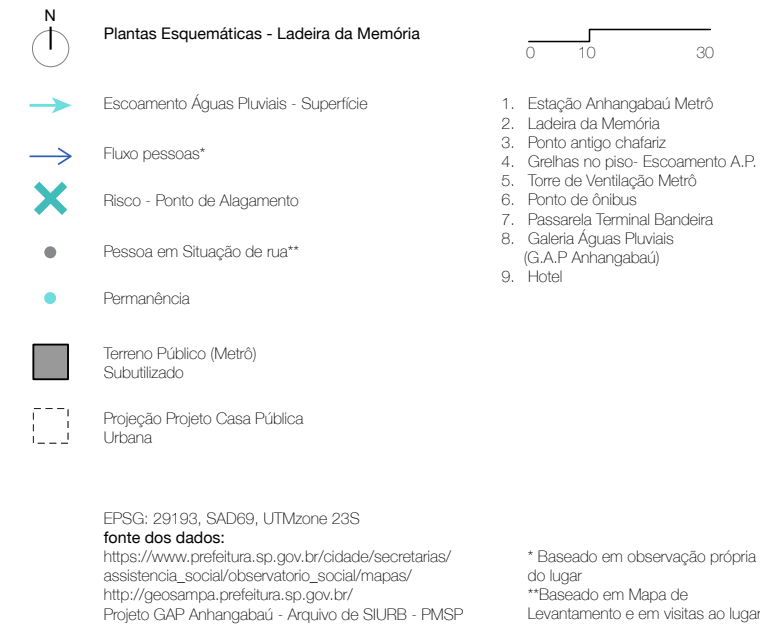 N
Plantas Esquemáticas - Ladeira da Memória
0 10 30
Escoamento Águas Pluviais - Superfície
Fluxo pessoas*
Risco - Ponto de Alagamento
Pessoa em Situação de rua**
Permanência
Terreno Público (Metrô)
Subutilizado
Projeção Projeto Casa Pública
Urbana
1. Estação Anhangabaú Metrô
2. Ladeira da Memória
3. Ponto antigo chafariz
4. Grelhas no piso- Escoamento A.P.
5. Torre de Ventilação Metrô
6. Ponto de ônibus
7. Passarela Terminal Bandeira
8. Galeria Águas Pluviais
(G.A.P Anhangabaú)
9. Hotel
EPSG: 29193, SAD69, UTMzone 23S
fonte dos dados:
https://www.prefeitura.sp.gov.br/cidade/secretarias/
assistencia_social/observatorio_social/mapas/
http://geosampa.prefeitura.sp.gov.br/
Projeto GAP Anhangabaú - Arquivo de SIURB - PMSP
* Baseado em observação própria
do lugar
**Baseado em Mapa de
Levantamento e em visitas ao lugar